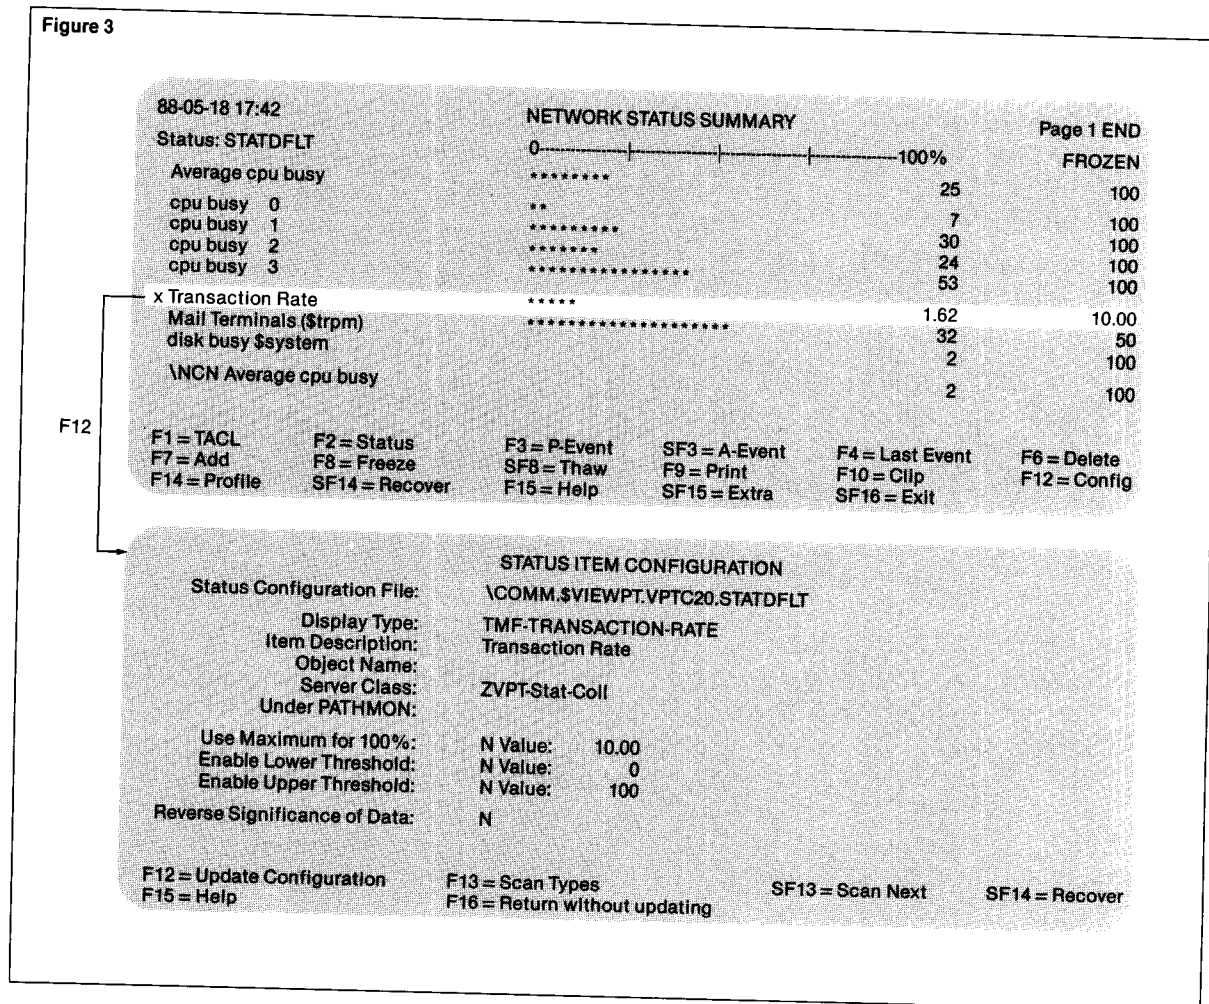 Figure 3
88-05-18 17:42 NETWORK STATUS SUMMARY Page 1 END
Status: STATDFLT 0------------------|------------------|------------------|------------------100% FROZEN
Average cpu busy ******** 25 100
cpu busy 0 ** 7 100
cpu busy 1 ********* 30 100
cpu busy 2 ******* 24 100
cpu busy 3 **************** 53 100
x Transaction Rate ***** 1.62 10.00
Mail Terminals ($trpm) ******************** 32 50
disk busy $system 2 100
\NCN Average cpu busy 2 100
F12
F1 = TACL F2 = Status F3 = P-Event SF3 = A-Event F4 = Last Event F6 = Delete
F7 = Add F8 = Freeze SF8 = Thaw F9 = Print F10 = Clip F12 = Config
F14 = Profile SF14 = Recover F15 = Help SF15 = Extra SF16 = Exit
STATUS ITEM CONFIGURATION
Status Configuration File: \COMM.$VIEWPT.VPTC20.STATDFLT
Display Type: TMF-TRANSACTION-RATE
Item Description: Transaction Rate
Object Name:
Server Class: ZVPT-Stat-Coll
Under PATHMON:
Use Maximum for 100%: N Value: 10.00
Enable Lower Threshold: N Value: 0
Enable Upper Threshold: N Value: 100
Reverse Significance of Data: N
F12 = Update Configuration F13 = Scan Types SF13 = Scan Next SF14 = Recover
F15 = Help F16 = Return without updating